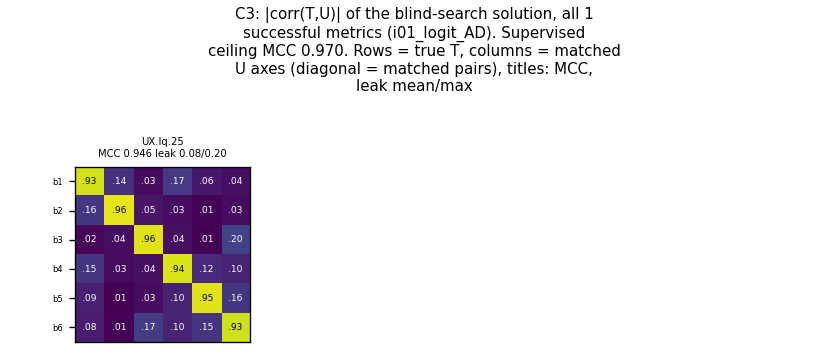 C3: |corr(T,U)| of the blind-search solution, all 1
successful metrics (i01_logit_AD). Supervised
ceiling MCC 0.970. Rows = true T, columns = matched
U axes (diagonal = matched pairs), titles: MCC,
leak mean/max
UX.lq.25
MCC 0.946 leak 0.08/0.20
b1 .93 .14 .03 .17 .06 .04
b2 .16 .96 .05 .03 .01 .03
b3 .02 .04 .96 .04 .01 .20
b4 .15 .03 .04 .94 .12 .10
b5 .09 .01 .03 .10 .95 .16
b6 .08 .01 .17 .10 .15 .93